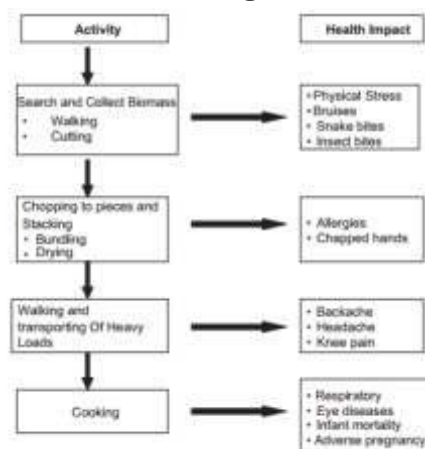 Activity
Health Impact
Search and Collect Biomass
• Walking
• Cutting
• Physical Stress
• Bruises
• Snake bites
• Insect bites
Chopping to pieces and
Stacking
• Bundling
• Drying
• Allergies
• Chapped hands
Walking and
transporting Of Heavy
Loads
• Backache
• Headache
• Knee pain
Cooking
• Respiratory
• Eye diseases
• Infant mortality
• Adverse pregnancy